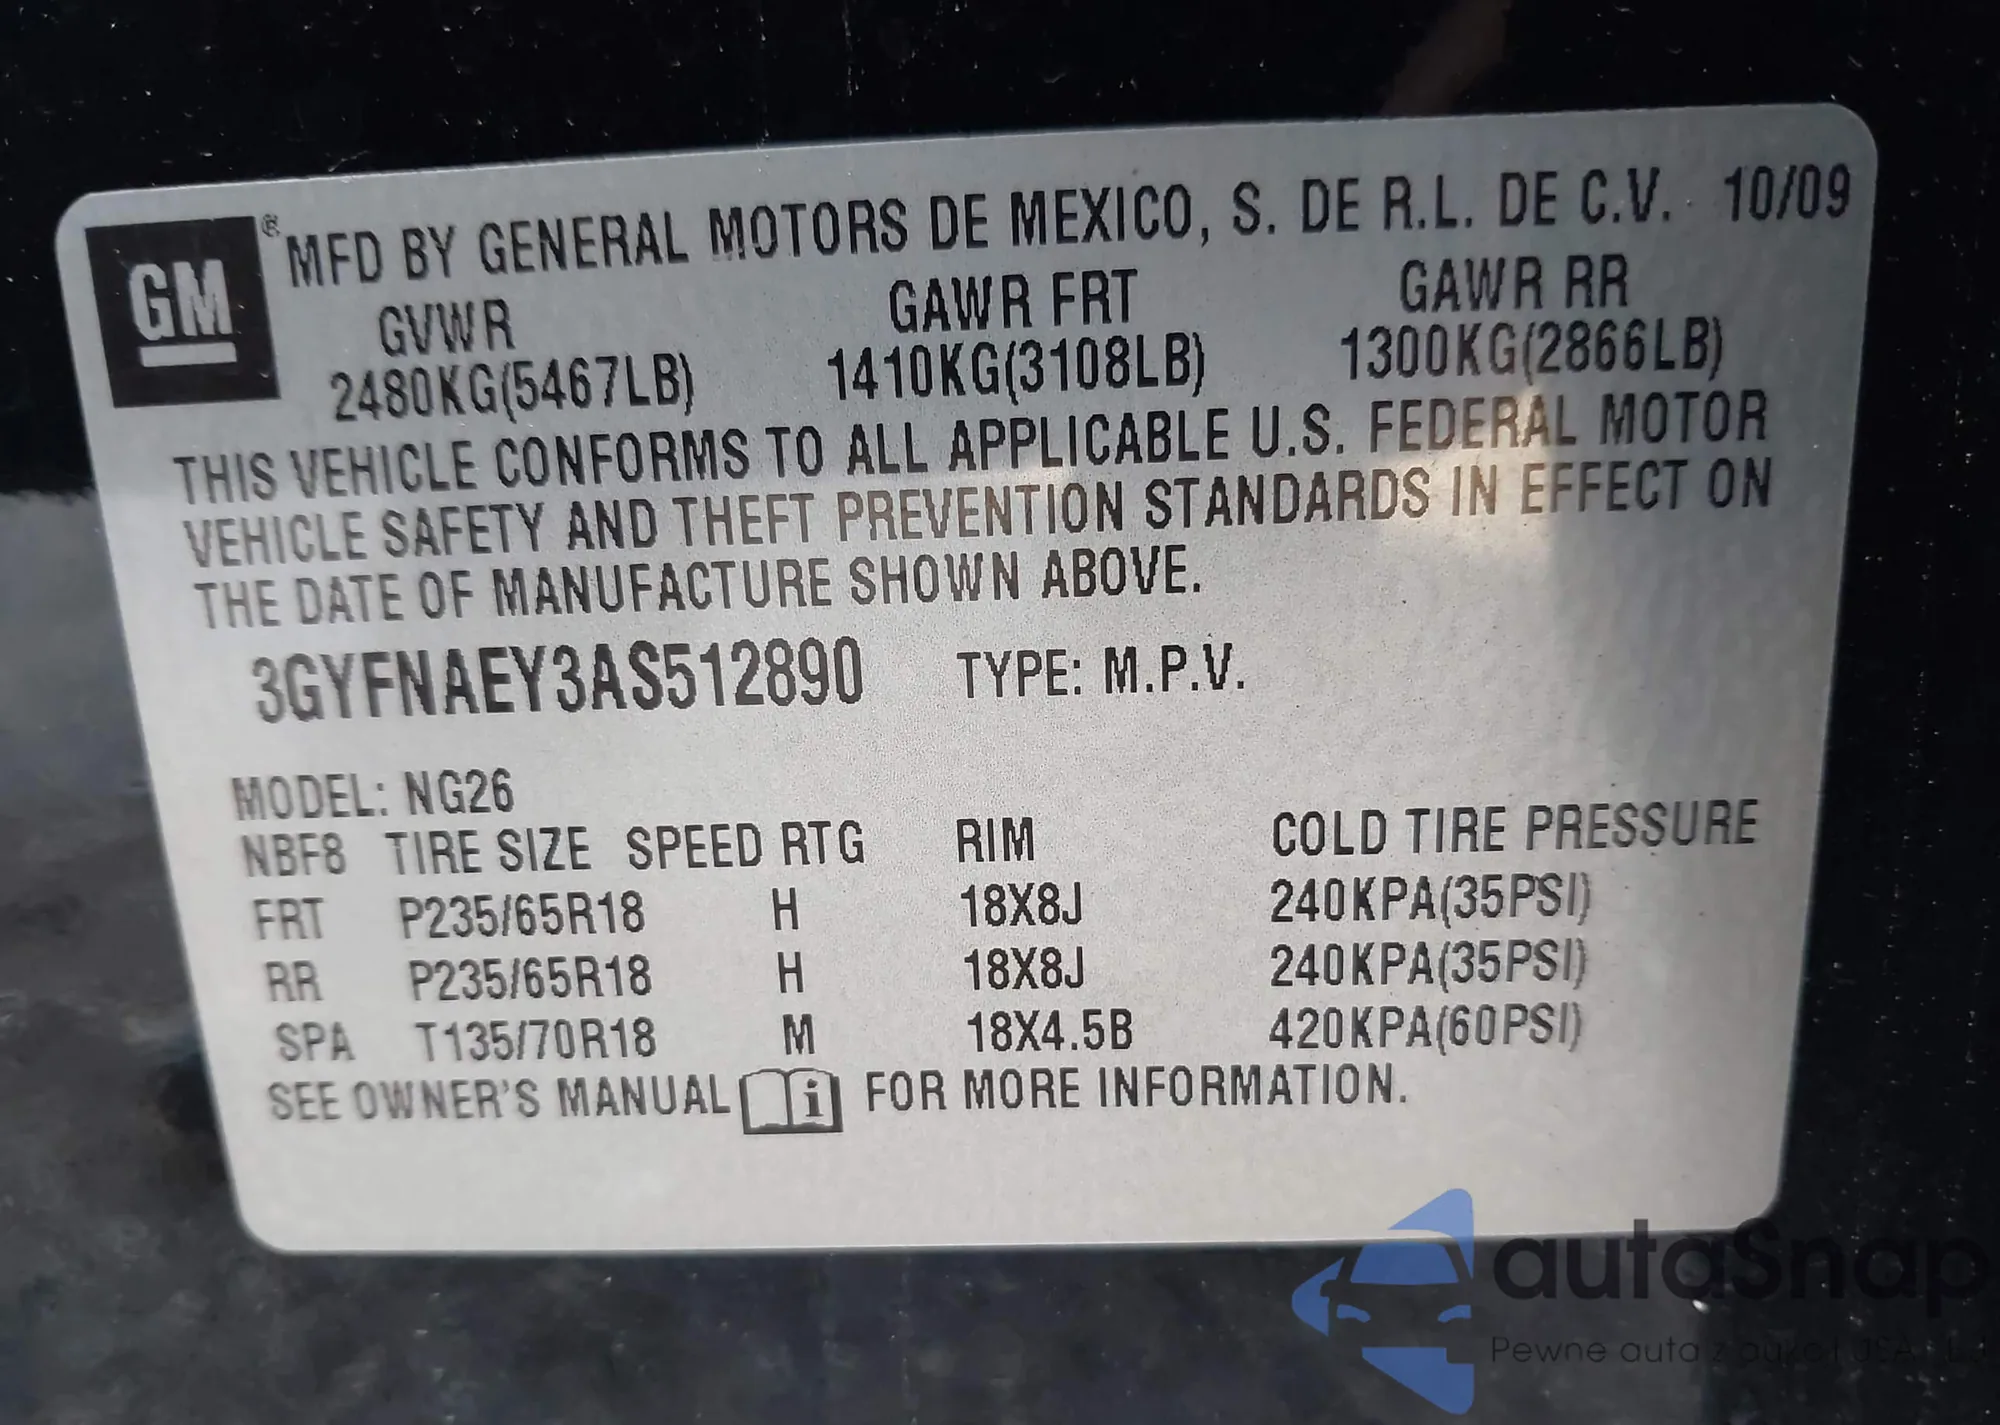 GM ® MFD BY GENERAL MOTORS DE MEXICO, S. DE R.L. DE C.V. 10/09
GVWR GAWR FRT GAWR RR
2480KG(5467LB) 1410KG(3108LB) 1300KG(2866LB)
THIS VEHICLE CONFORMS TO ALL APPLICABLE U.S. FEDERAL MOTOR
VEHICLE SAFETY AND THEFT PREVENTION STANDARDS IN EFFECT ON
THE DATE OF MANUFACTURE SHOWN ABOVE.
3GYFNAEY3AS512890 TYPE: M.P.V.
MODEL: NG26
NBF8 TIRE SIZE SPEED RTG RIM COLD TIRE PRESSURE
FRT P235/65R18 H 18X8J 240KPA(35PSI)
RR P235/65R18 H 18X8J 240KPA(35PSI)
SPA T135/70R18 M 18X4.5B 420KPA(60PSI)
SEE OWNER'S MANUAL i FOR MORE INFORMATION.
autaSnap
Pewne auta z